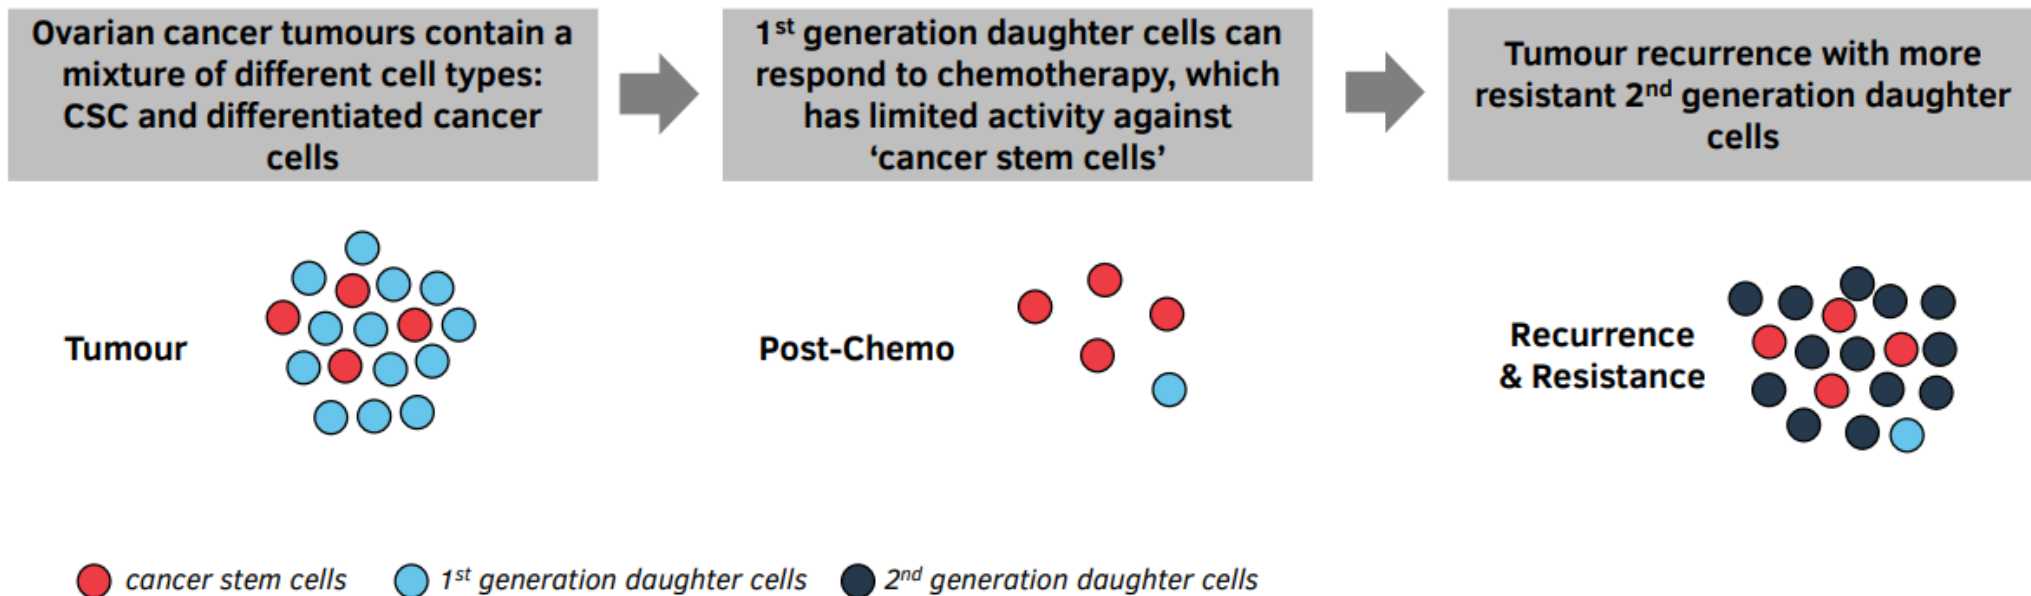 Ovarian cancer tumours contain a
mixture of different cell types:
CSC and differentiated cancer
cells
1st generation daughter cells can
respond to chemotherapy, which
has limited activity against
‘cancer stem cells’
Tumour recurrence with more
resistant 2nd generation daughter
cells
Tumour
Post-Chemo
Recurrence
& Resistance
cancer stem cells
1st generation daughter cells
2nd generation daughter cells